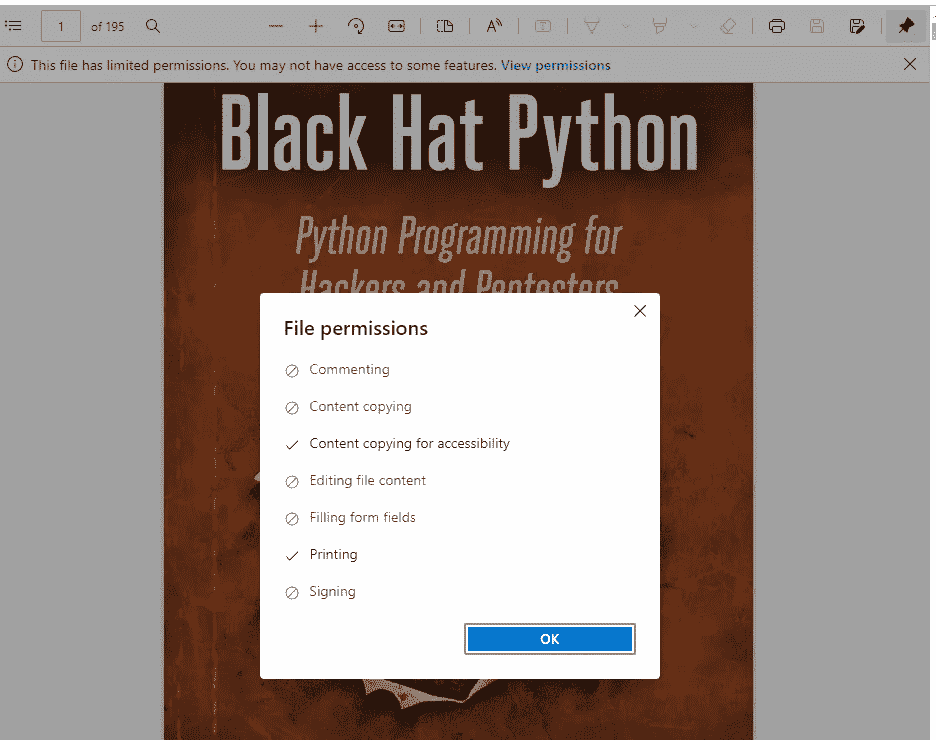 1 of 195
This file has limited permissions. You may not have access to some features. View permissions
Black Hat Python
Python Programming for
Hackers and Pentesters
File permissions
Commenting
Content copying
Content copying for accessibility
Editing file content
Filling form fields
Printing
Signing
OK